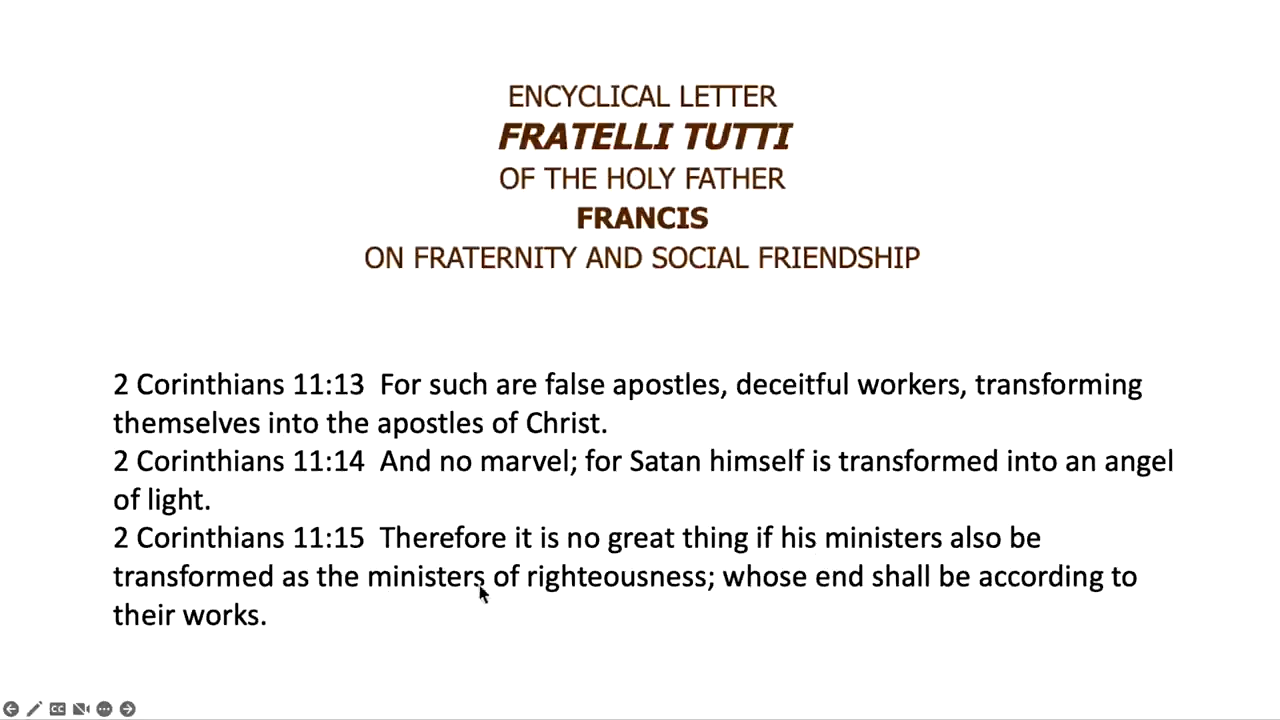 ENCYCLICAL LETTER
FRATELLI TUTTI
OF THE HOLY FATHER
FRANCIS
ON FRATERNITY AND SOCIAL FRIENDSHIP
2 Corinthians 11:13  For such are false apostles, deceitful workers, transforming
themselves into the apostles of Christ.
2 Corinthians 11:14  And no marvel; for Satan himself is transformed into an angel
of light.
2 Corinthians 11:15  Therefore it is no great thing if his ministers also be
transformed as the ministers of righteousness; whose end shall be according to
their works.
CC